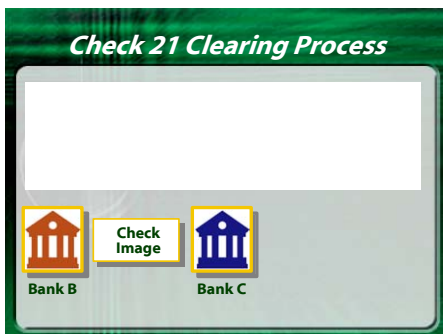 Check 21 Clearing Process
Check
Image
Bank B
Bank C